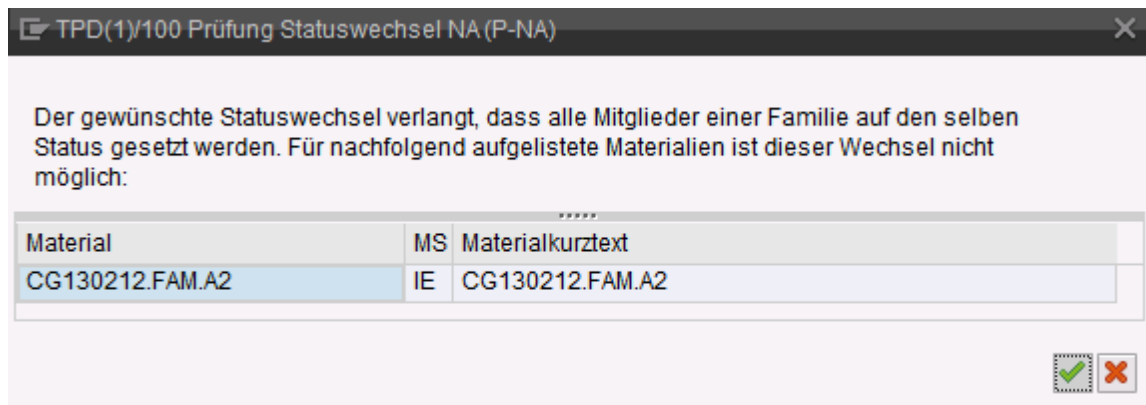 TPD(1)/100 Prüfung Statuswechsel NA (P-NA)
Der gewünschte Statuswechsel verlangt, dass alle Mitglieder einer Familie auf den selben
Status gesetzt werden. Für nachfolgend aufgelistete Materialien ist dieser Wechsel nicht
möglich:
Material MS Materialkurztext
CG130212.FAM.A2 IE CG130212.FAM.A2